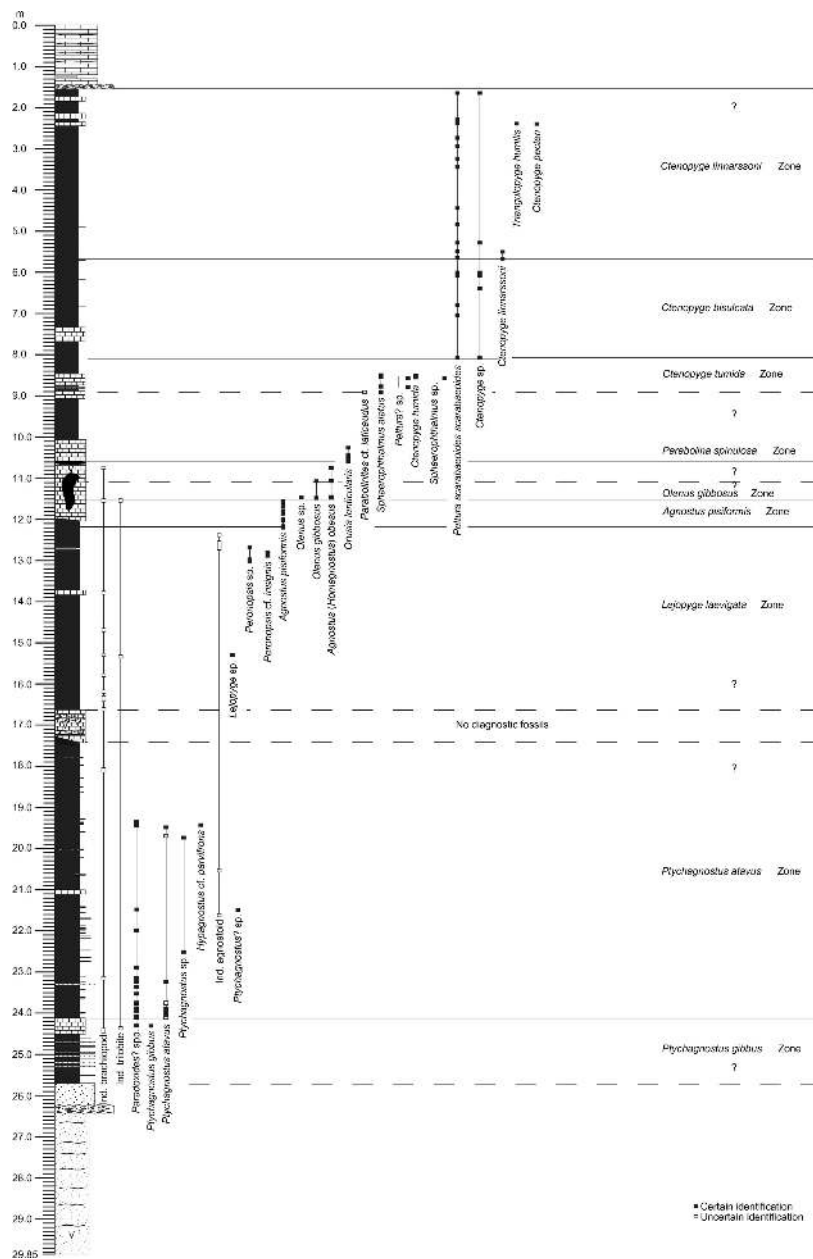 m
0.0
1.0
2.0
3.0
4.0
5.0
6.0
7.0
8.0
9.0
10.0
11.0
12.0
13.0
14.0
15.0
16.0
17.0
18.0
19.0
20.0
21.0
22.0
23.0
24.0
25.0
26.0
27.0
28.0
29.0
29.85
v
Ind. brachiopod
Ind. trilobite
Paradoxides? spp.
Ptychagnostus gibbus
Ptychagnostus atavus
Ptychagnostus sp.
Hypagnostus cf. parvifrons
Ind. agnostoid
Ptychagnostus? sp.
Lejopyge sp.
Peronopsis sp.
Peronopsis cf. insignis
Agnostus pisiformis
Olenus sp.
Olenus gibbosus
Agnostus (Homagnostus) obesus
Orusia lenticularis
Parabolinites cf. laticaudus
Sphaerophthalmus alatus
Peltura? sp.
Ctenopyge tumida
Sphaerophthalmus sp.
Peltura scarabaeoides scarabaeoides
Ctenopyge sp.
Ctenopyge linnarssoni
Triangulopyge humilis
Ctenopyge pecten
?
Ctenopyge linnarssoni Zone
Ctenopyge bisulcata Zone
Ctenopyge tumida Zone
?
Parabolina spinulosa Zone
?
?
Olenus gibbosus Zone
Agnostus pisiformis Zone
Lejopyge laevigata Zone
?
No diagnostic fossils
?
Ptychagnostus atavus Zone
Ptychagnostus gibbus Zone
?
Certain identification
Uncertain identification